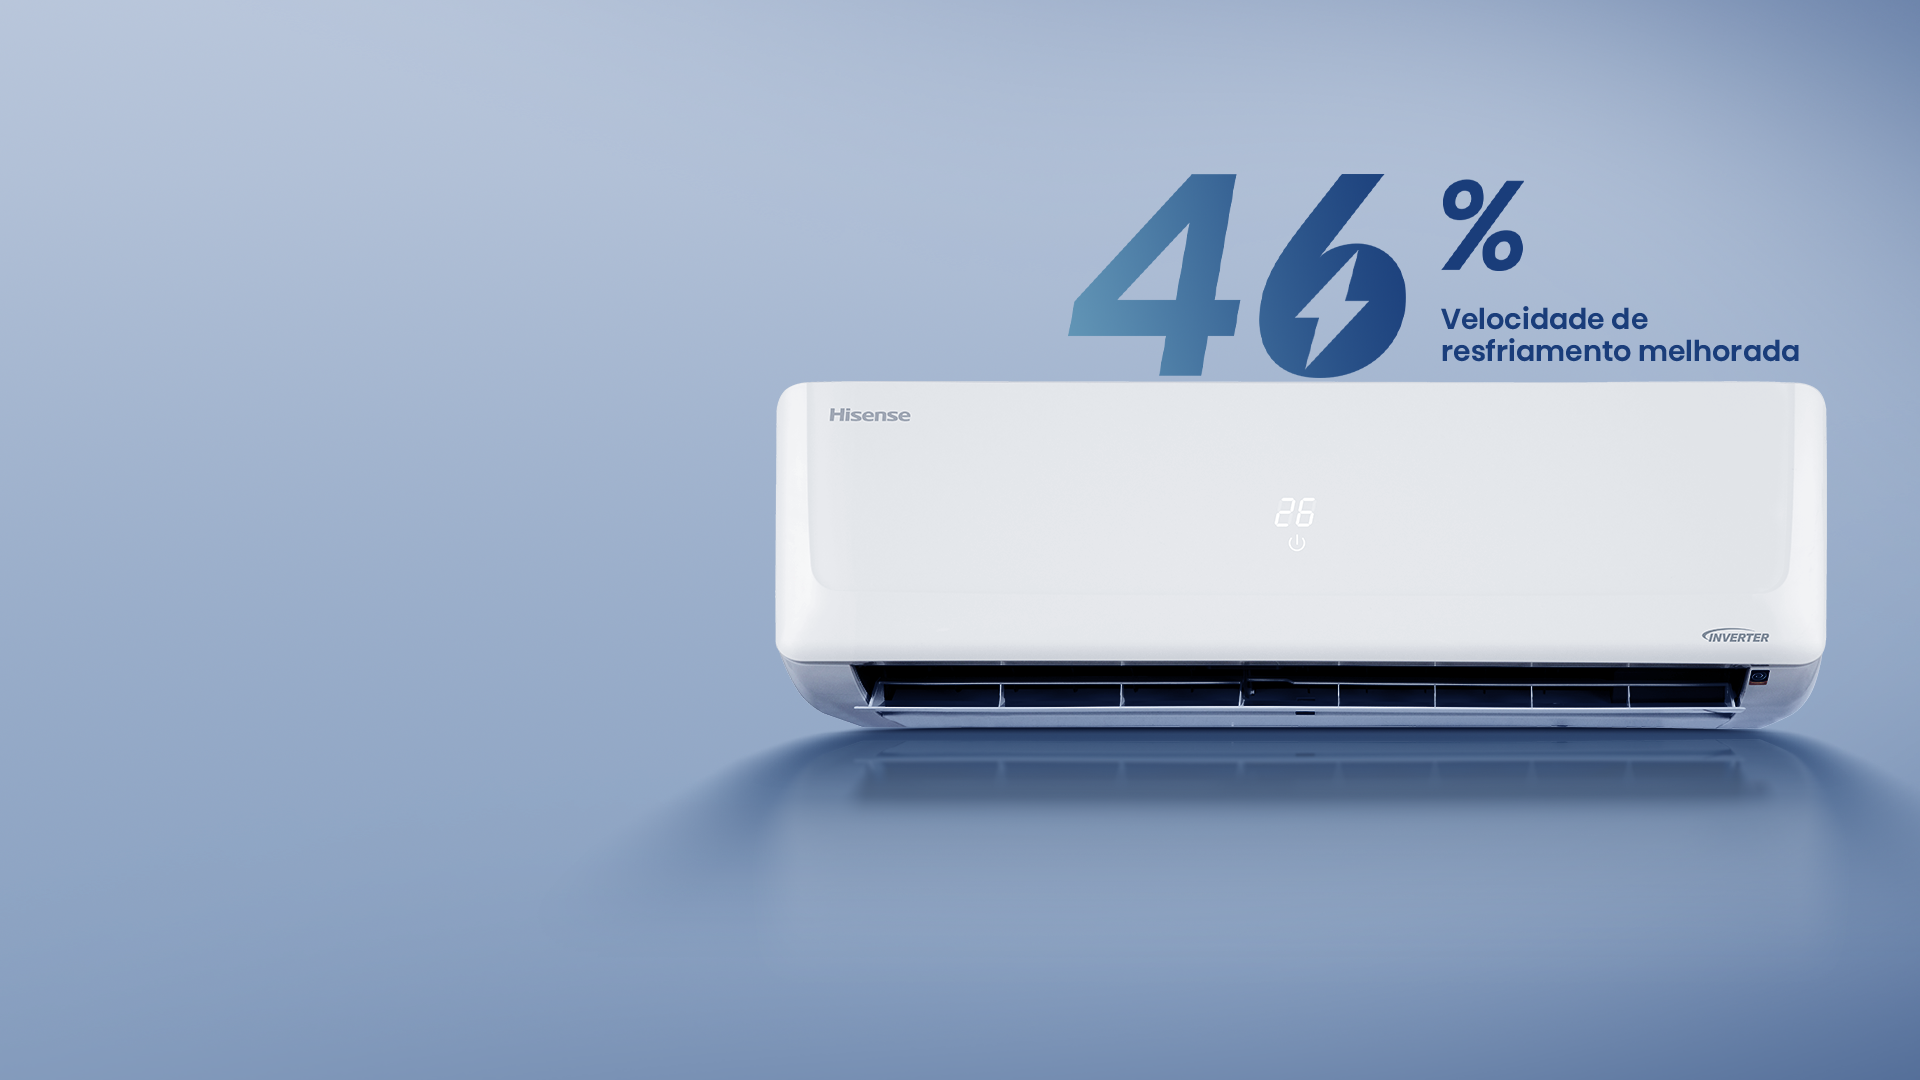 46 %
Velocidade de
resfriamento melhorada
Hisense
26
INVERTER